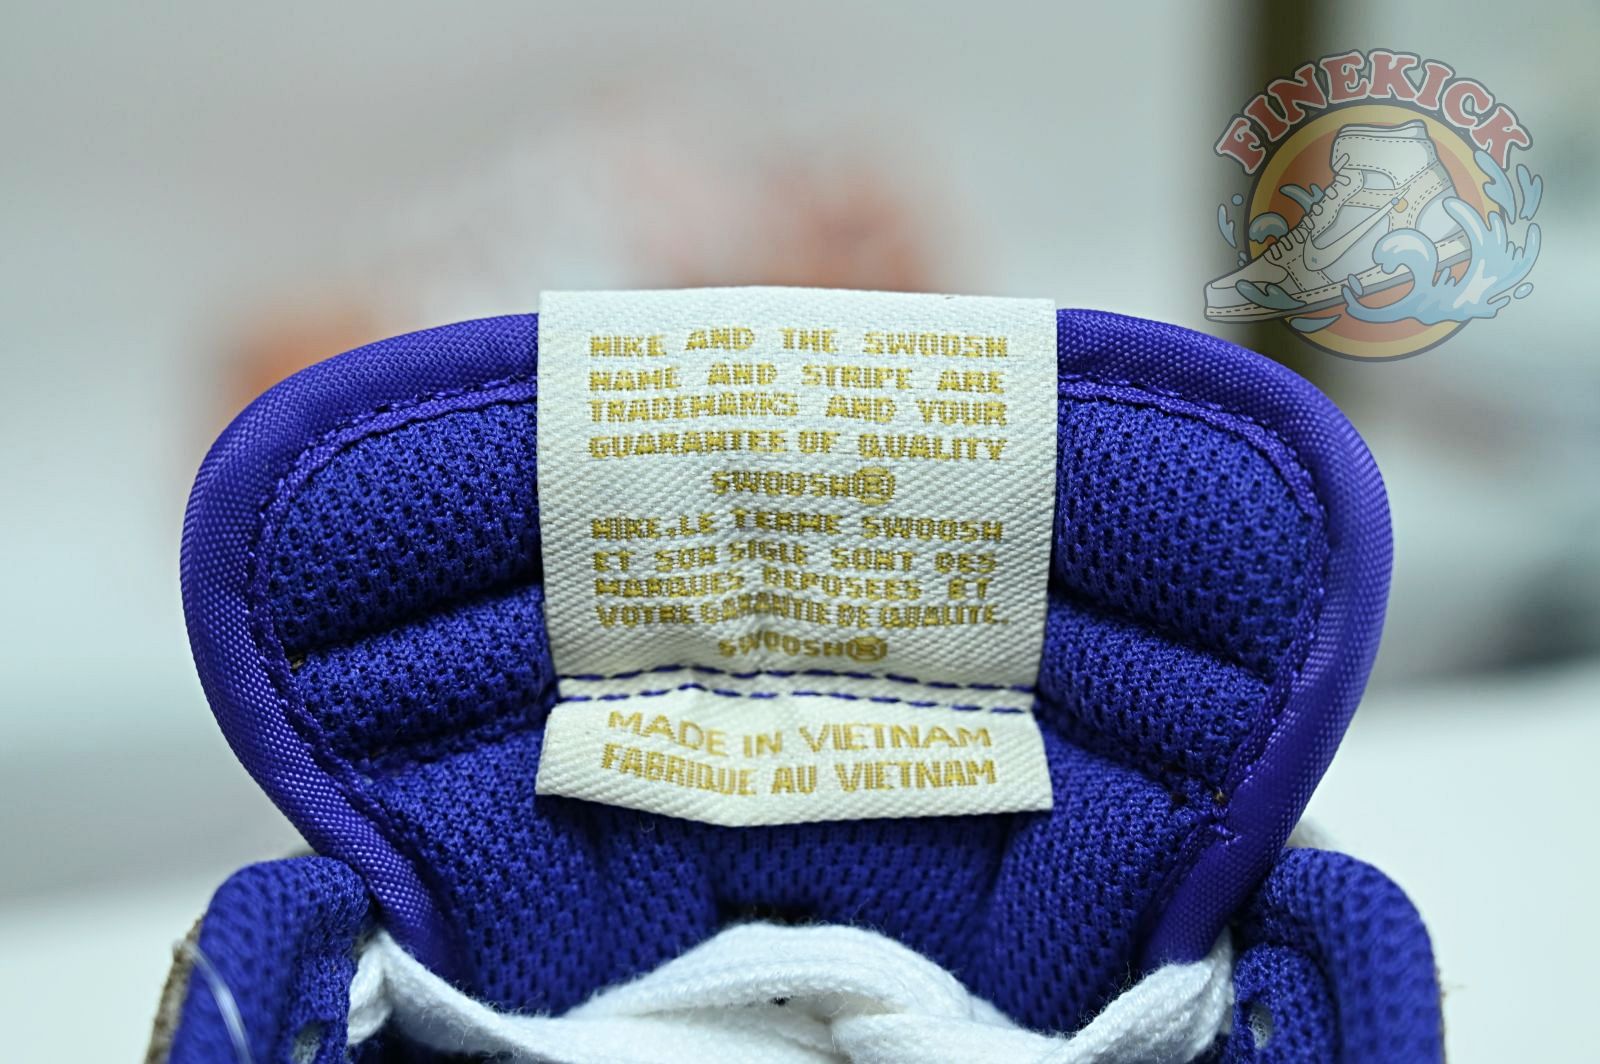 FINEKICK
NIKE AND THE SWOOSH
NAME AND STRIPE ARE
TRADEMARKS AND YOUR
GUARANTEE OF QUALITY
SWOOSH®
NIKE.LE TERME SWOOSH
ET SON SIGLE SONT DES
MARQUES DEPOSEES ET
VOTRE GARANTIE DE QUALITE.
SWOOSH®
MADE IN VIETNAM
FABRIQUE AU VIETNAM